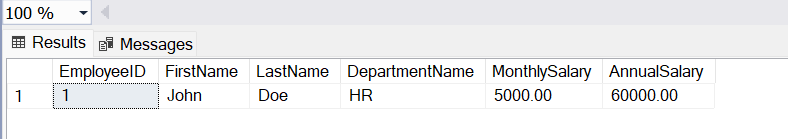 100 %
Results Messages
EmployeeID FirstName LastName DepartmentName MonthlySalary AnnualSalary
1 1 John Doe HR 5000.00 60000.00